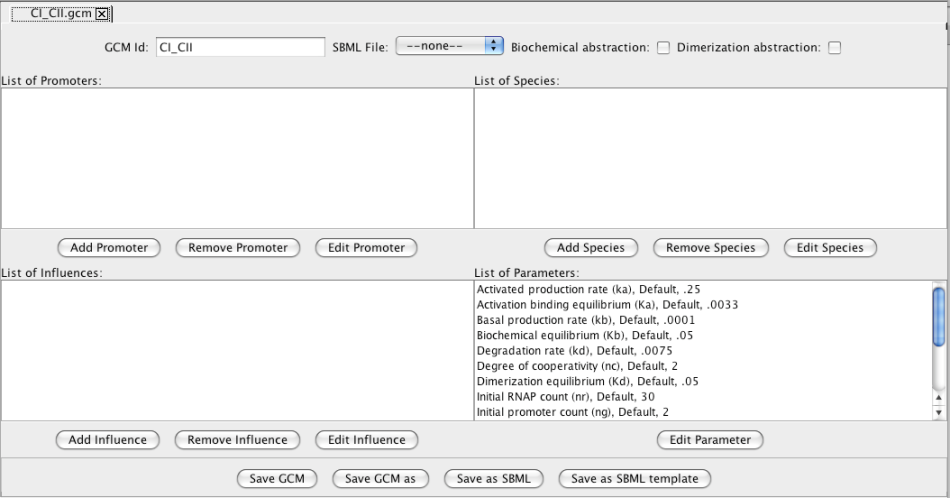 CI_CII.gcm
GCM Id: CI_CII SBML File: --none-- Biochemical abstraction: Dimerization abstraction:
List of Promoters: List of Species:
Add Promoter Remove Promoter Edit Promoter Add Species Remove Species Edit Species
List of Influences: List of Parameters:
Activated production rate (ka), Default, .25
Activation binding equilibrium (Ka), Default, .0033
Basal production rate (kb), Default, .0001
Biochemical equilibrium (Kb), Default, .05
Degradation rate (kd), Default, .0075
Degree of cooperativity (nc), Default, 2
Dimerization equilibrium (Kd), Default, .05
Initial RNAP count (nr), Default, 30
Initial promoter count (ng), Default, 2
Add Influence Remove Influence Edit Influence Edit Parameter
Save GCM Save GCM as Save as SBML Save as SBML template